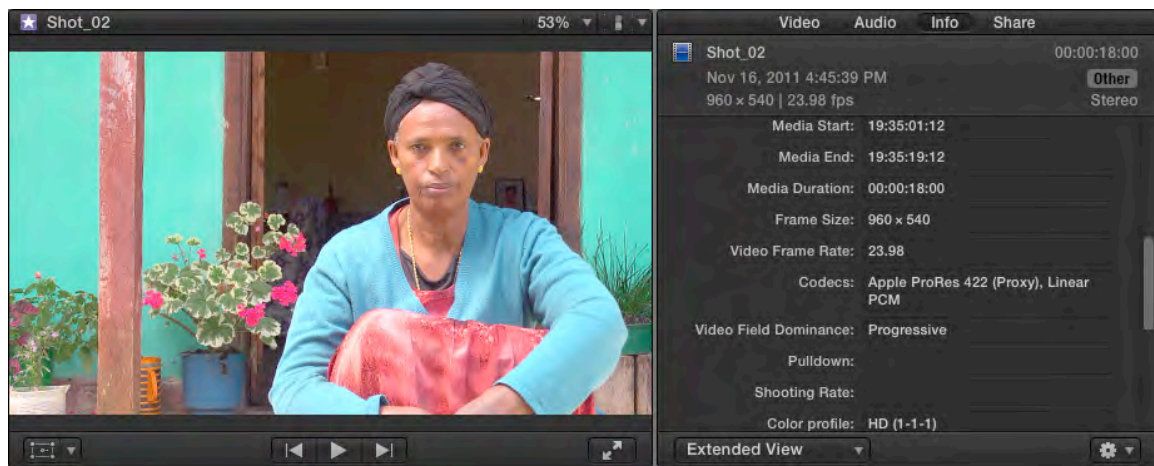 Shot_02
53%
Video Audio Info Share
Shot_02 00:00:18:00
Nov 16, 2011 4:45:39 PM Other
960 × 540 | 23.98 fps Stereo
Media Start: 19:35:01:12
Media End: 19:35:19:12
Media Duration: 00:00:18:00
Frame Size: 960 × 540
Video Frame Rate: 23.98
Codecs: Apple ProRes 422 (Proxy), Linear
PCM
Video Field Dominance: Progressive
Pulldown:
Shooting Rate:
Color profile: HD (1-1-1)
Extended View